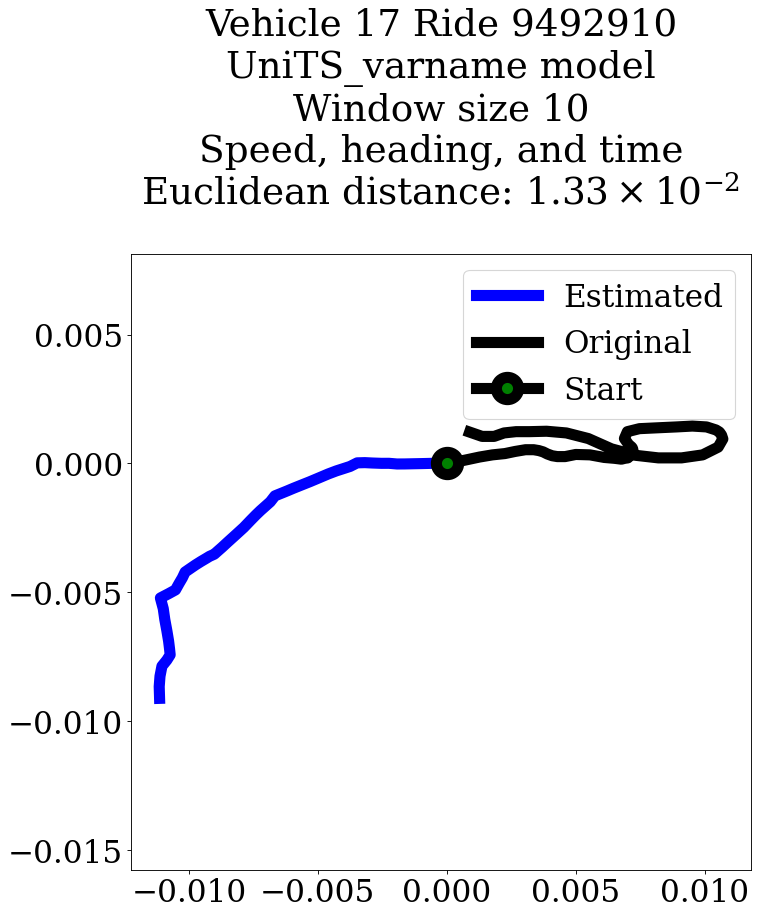 Vehicle 17 Ride 9492910
UniTS_varname model
Window size 10
Speed, heading, and time
Euclidean distance: 1.33 × 10⁻²
Estimated
Original
Start
0.005
0.000
−0.005
−0.010
−0.015
−0.010 −0.005 0.000 0.005 0.010